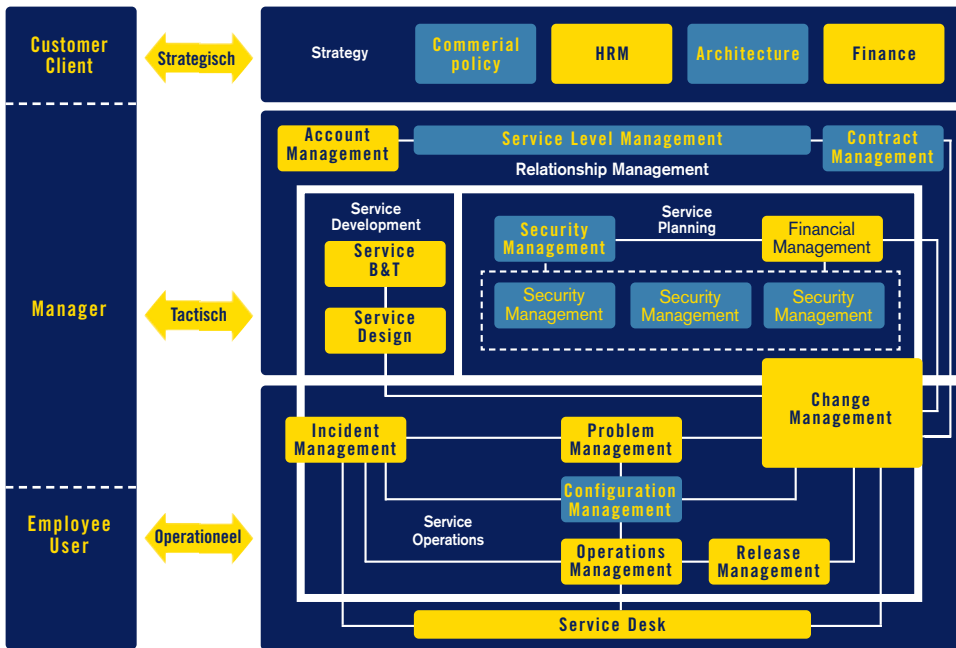 Customer
Client
Strategisch
Strategy
Commerial
policy
HRM
Architecture
Finance
Account
Management
Service Level Management
Contract
Management
Relationship Management
Manager
Tactisch
Service
Development
Service
B&T
Service
Design
Service
Planning
Security
Management
Financial
Management
Security
Management
Security
Management
Security
Management
Change
Management
Incident
Management
Problem
Management
Configuration
Management
Employee
User
Operationeel
Service
Operations
Operations
Management
Release
Management
Service Desk